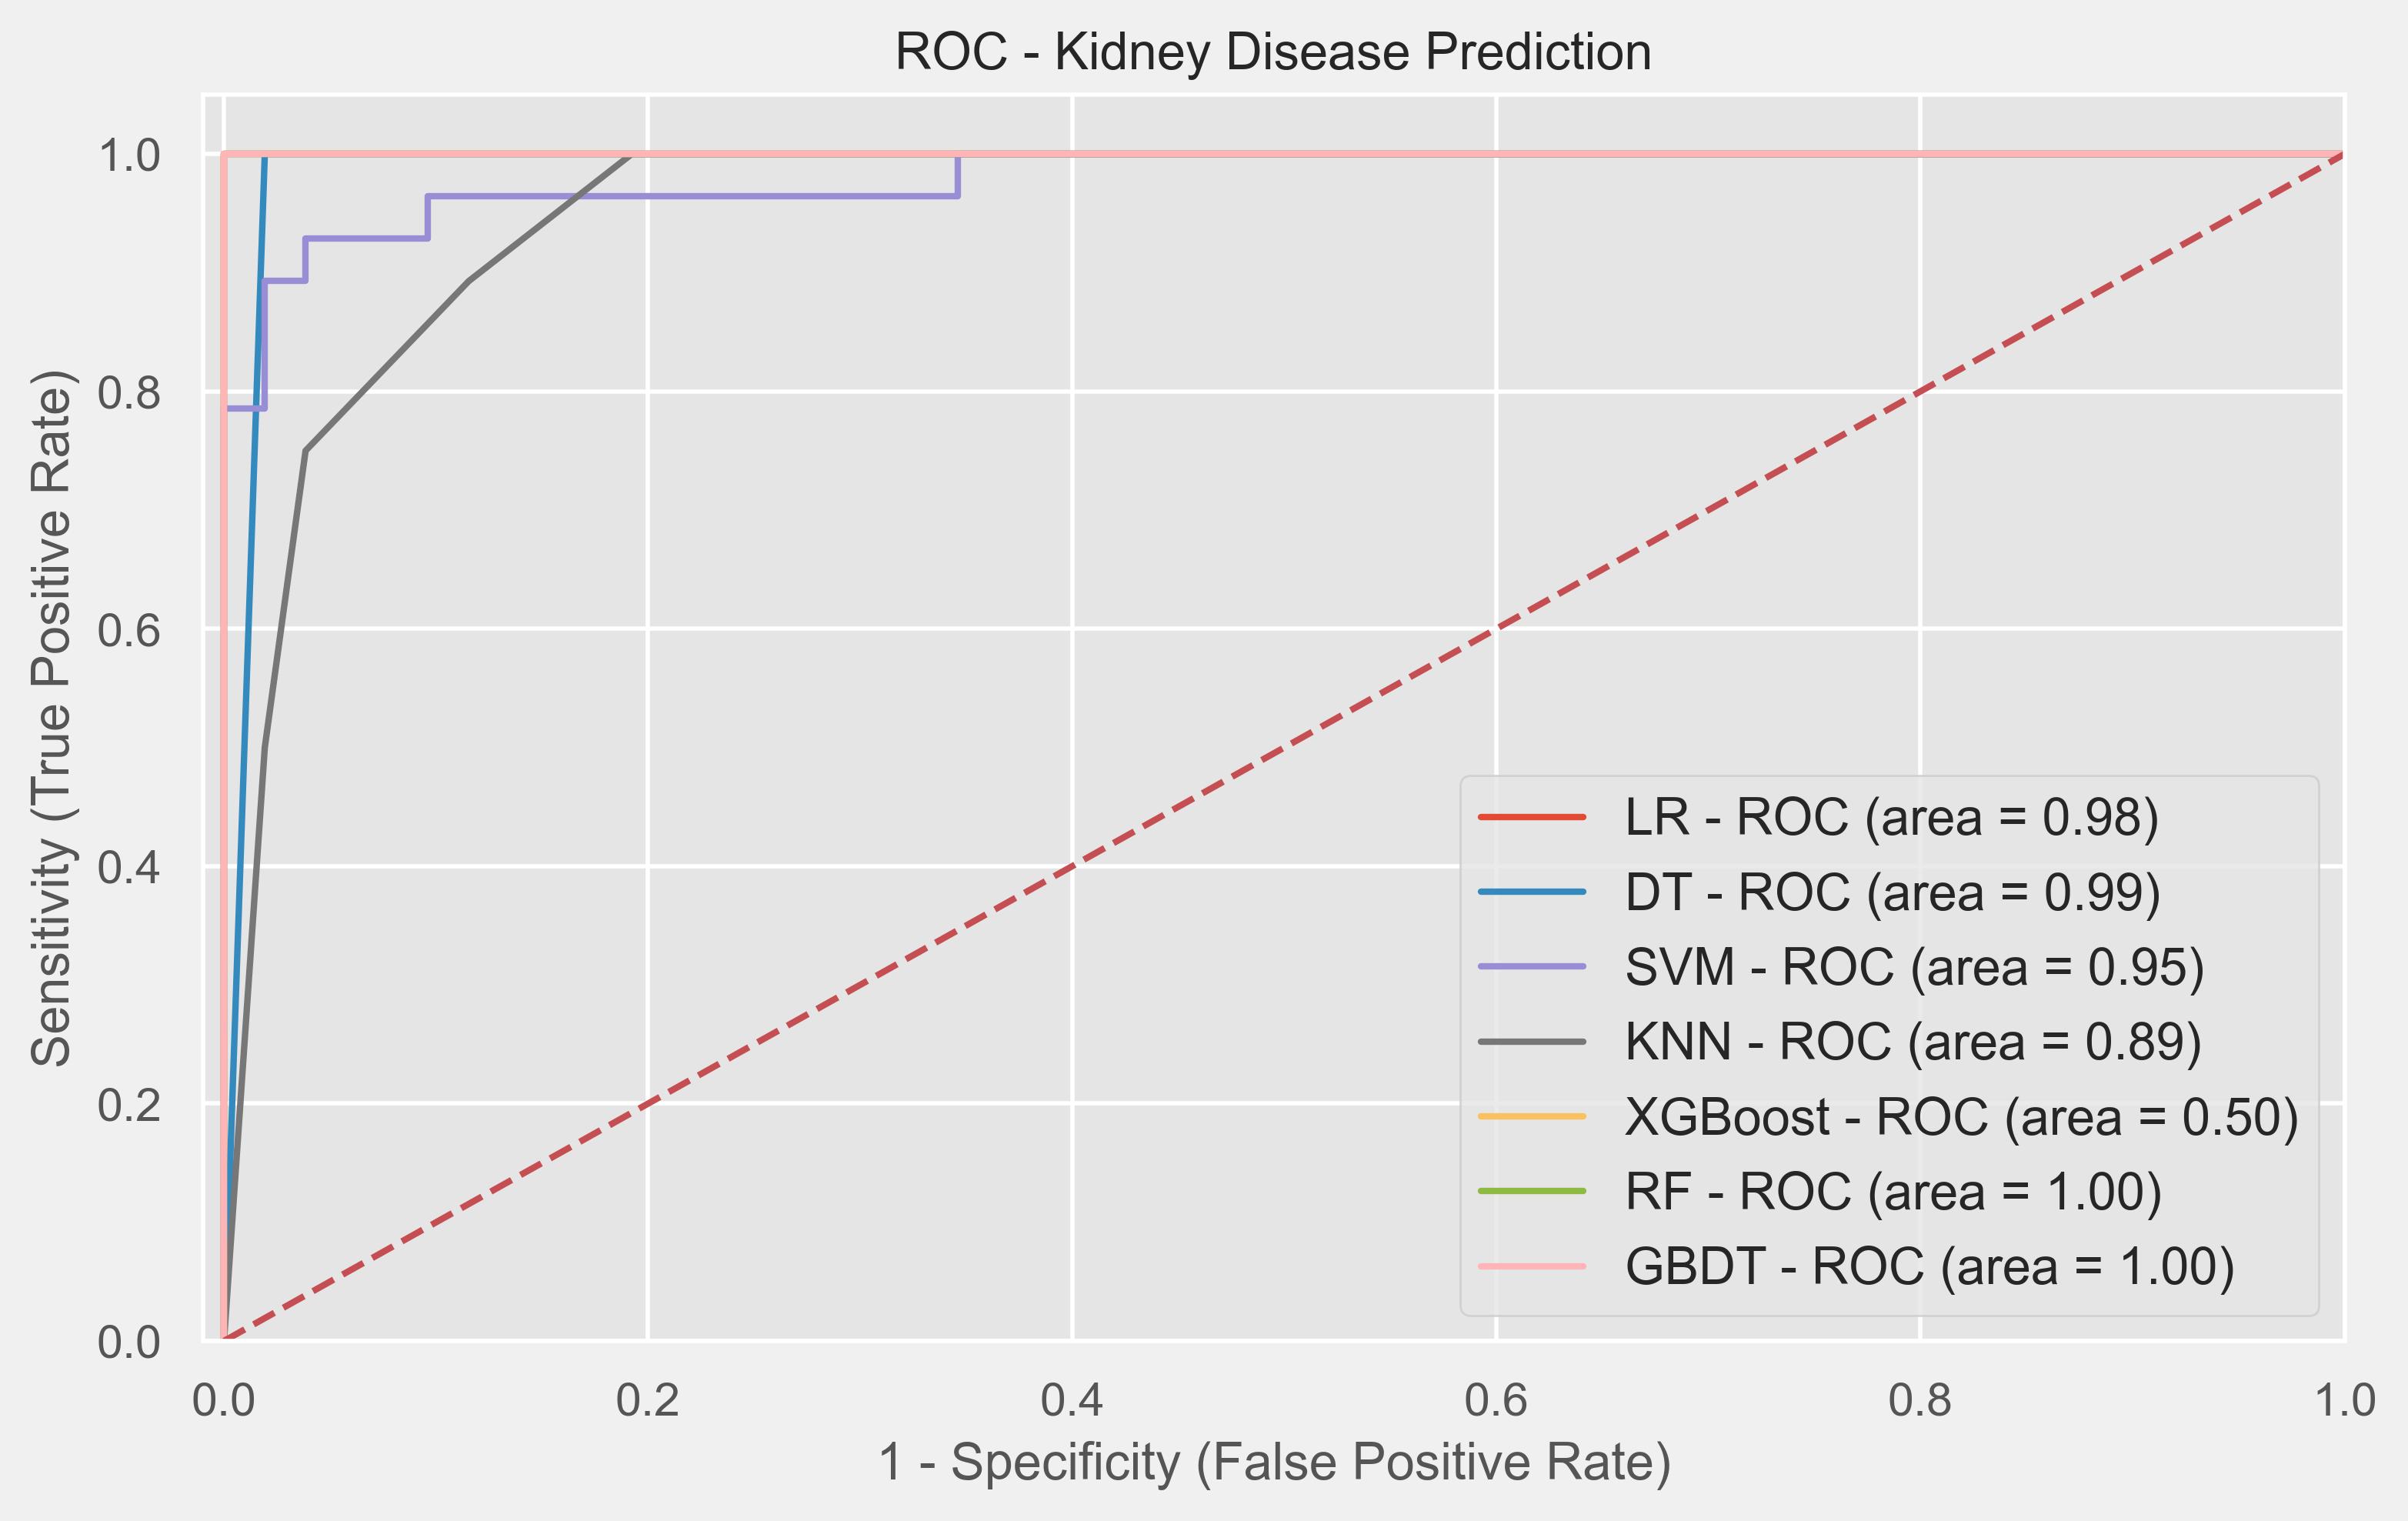 ROC - Kidney Disease Prediction
Sensitivity (True Positive Rate)
1.0
0.8
0.6
0.4
0.2
0.0
LR - ROC (area = 0.98)
DT - ROC (area = 0.99)
SVM - ROC (area = 0.95)
KNN - ROC (area = 0.89)
XGBoost - ROC (area = 0.50)
RF - ROC (area = 1.00)
GBDT - ROC (area = 1.00)
0.0 0.2 0.4 0.6 0.8 1.0
1 - Specificity (False Positive Rate)